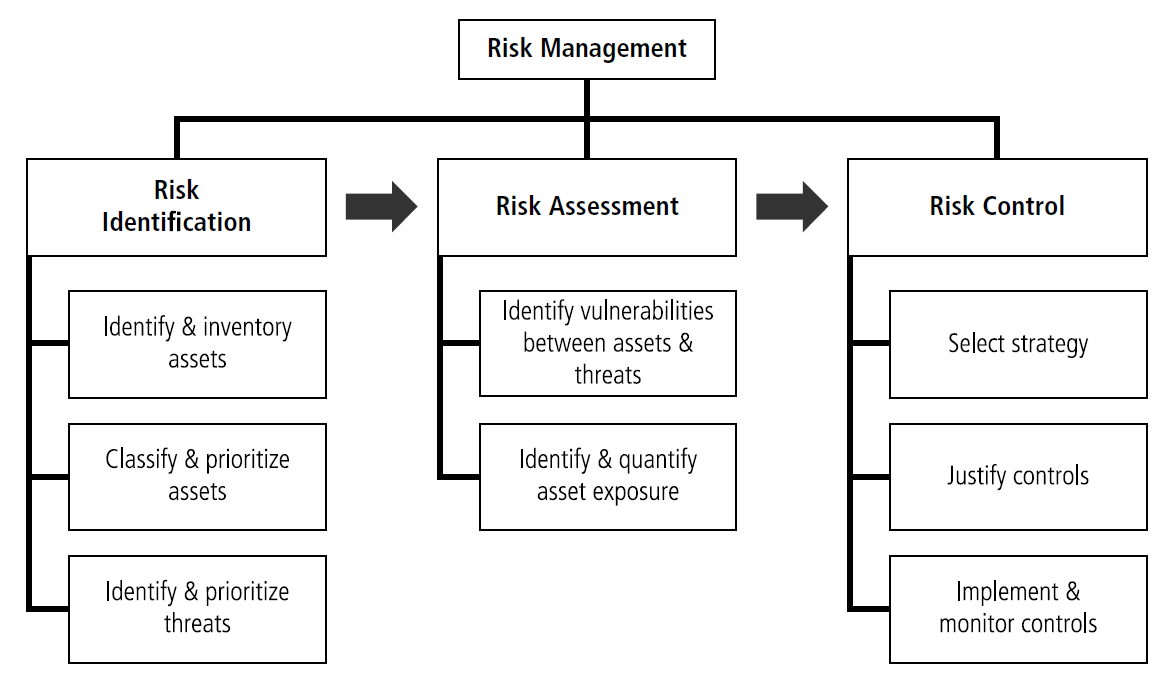 Risk Management
Risk
Identification
Risk Assessment
Risk Control
Identify & inventory
assets
Classify & prioritize
assets
Identify & prioritize
threats
Identify vulnerabilities
between assets &
threats
Identify & quantify
asset exposure
Select strategy
Justify controls
Implement &
monitor controls